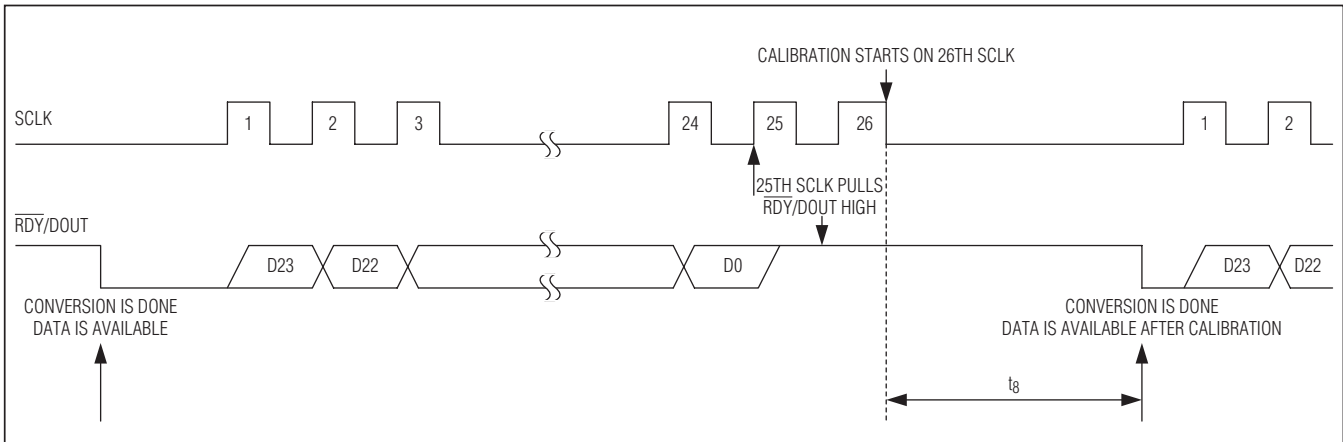 CALIBRATION STARTS ON 26TH SCLK
SCLK
1
2
3
24
25
26
1
2
25TH SCLK PULLS
RDY/DOUT HIGH
RDY/DOUT
D23
D22
D0
D23
D22
CONVERSION IS DONE
DATA IS AVAILABLE
CONVERSION IS DONE
DATA IS AVAILABLE AFTER CALIBRATION
t8